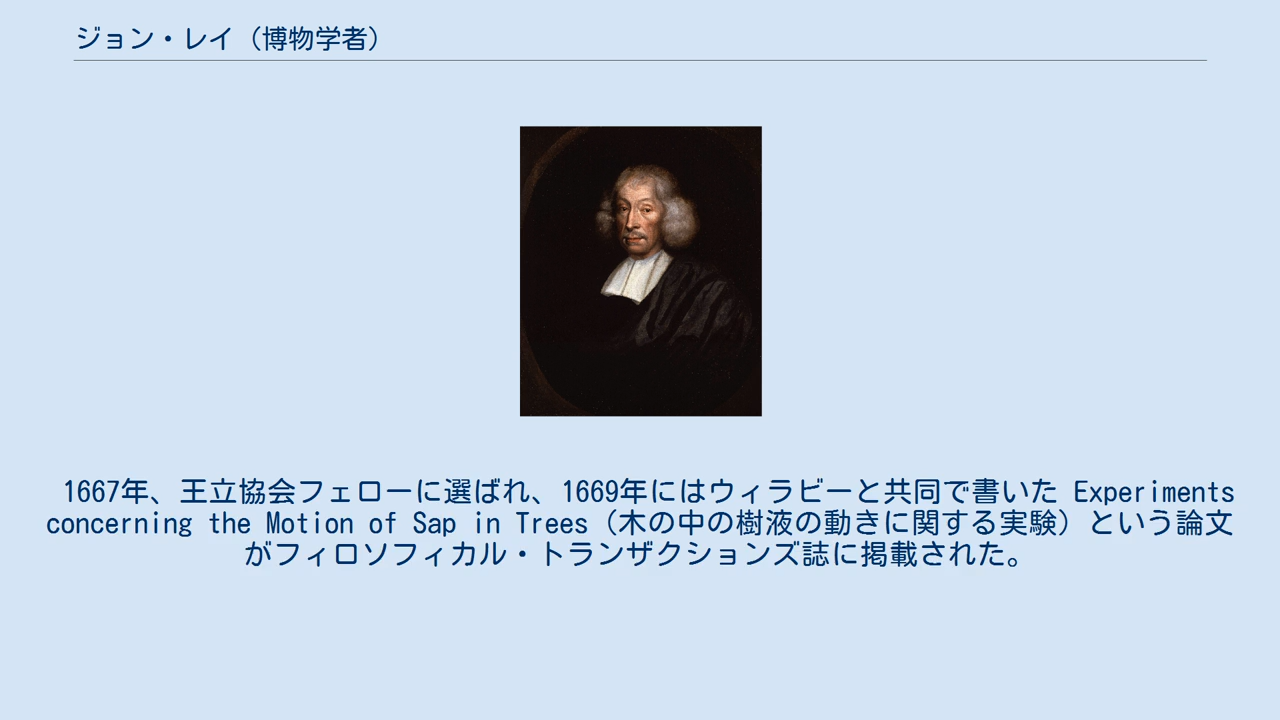 ジョン・レイ（博物学者）
1667年、王立協会フェローに選ばれ、1669年にはウィラビーと共同で書いた Experiments
concerning the Motion of Sap in Trees（木の中の樹液の動きに関する実験）という論文
がフィロソフィカル・トランザクションズ誌に掲載された。